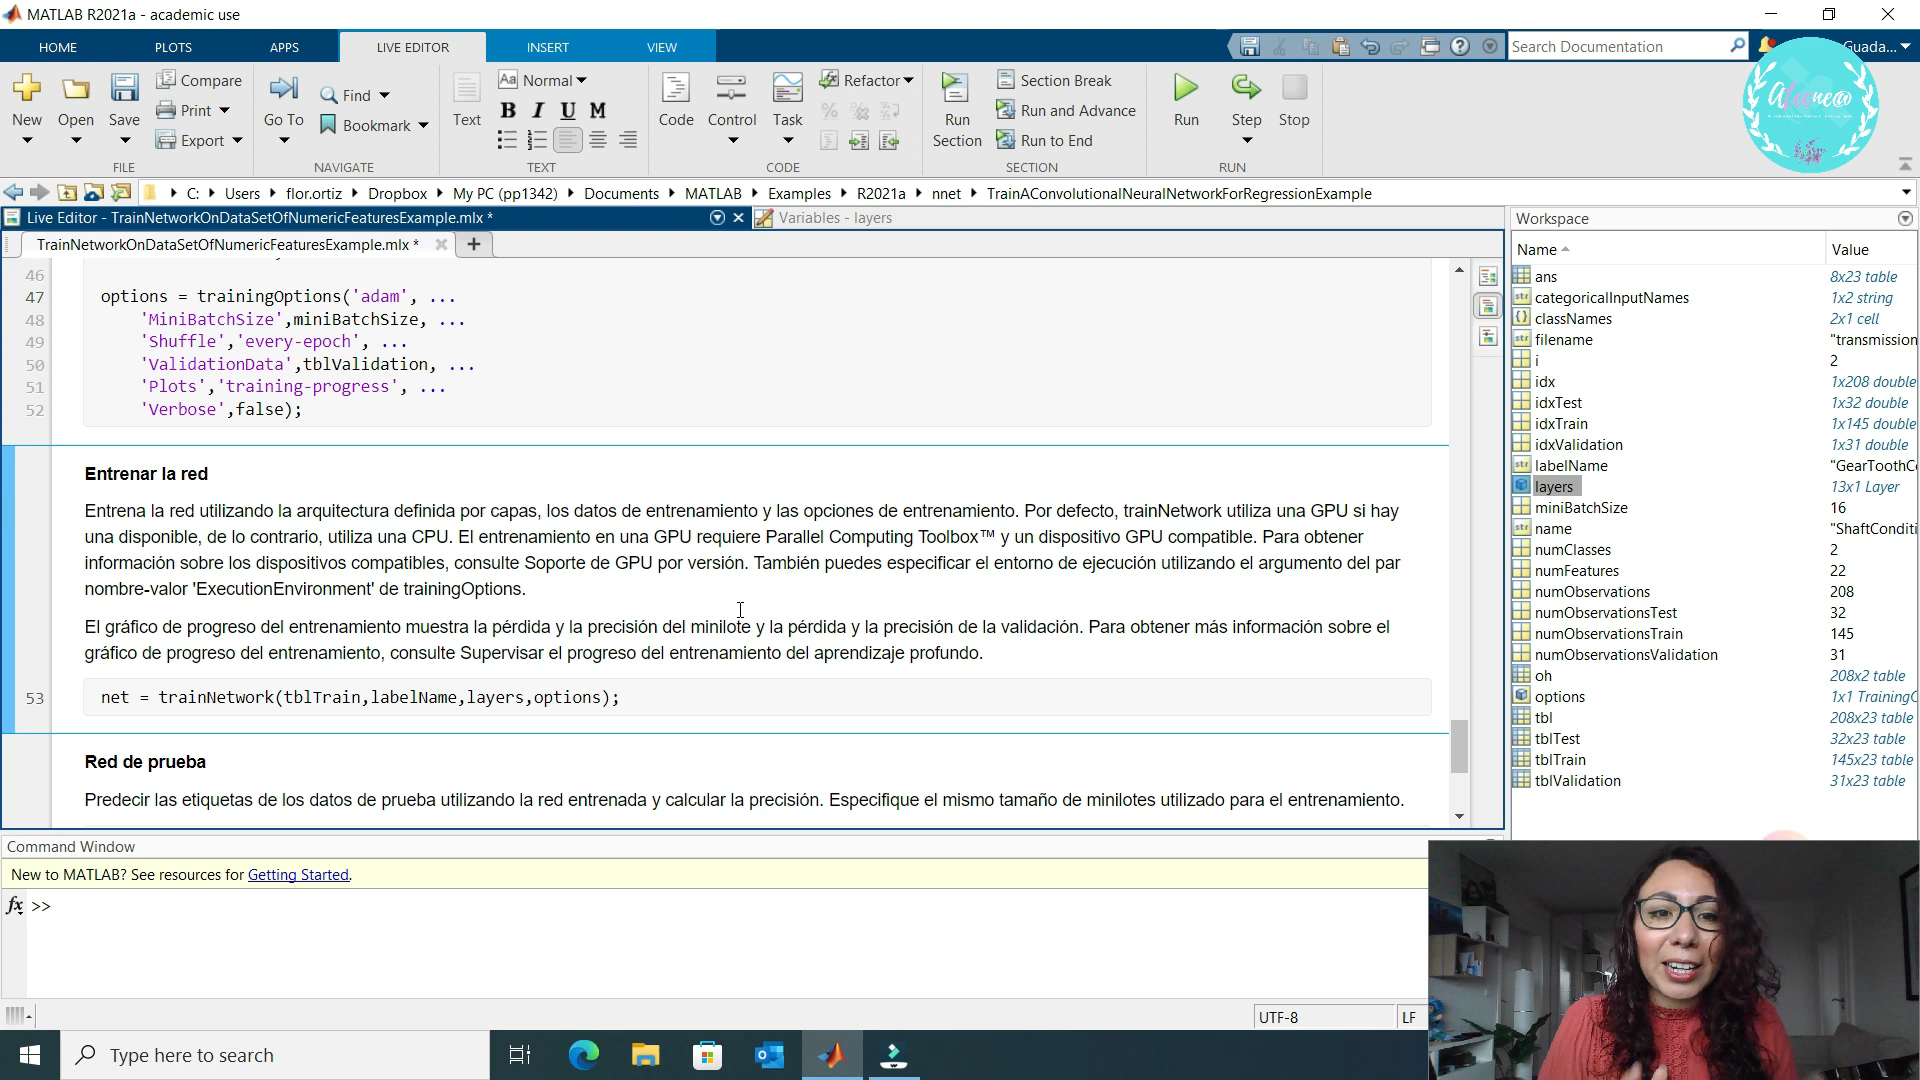 MATLAB R2021a - academic use
HOME PLOTS APPS LIVE EDITOR INSERT VIEW
Search Documentation
Guada...
New Open Save Compare Print Export
Go To Find Bookmark
Text Aa Normal B I U M
Code Control Task Refactor
Run Section Section Break Run and Advance Run to End
Run Step Stop
FILE NAVIGATE TEXT CODE SECTION RUN
C: Users flor.ortiz Dropbox My PC (pp1342) Documents MATLAB Examples R2021a nnet TrainAConvolutionalNeuralNetworkForRegressionExample
Live Editor - TrainNetworkOnDataSetOfNumericFeaturesExample.mlx *
Variables - layers
TrainNetworkOnDataSetOfNumericFeaturesExample.mlx *
46
47 options = trainingOptions('adam', ...
48 'MiniBatchSize',miniBatchSize, ...
49 'Shuffle','every-epoch', ...
50 'ValidationData',tblValidation, ...
51 'Plots','training-progress', ...
52 'Verbose',false);
Entrenar la red
Entrena la red utilizando la arquitectura definida por capas, los datos de entrenamiento y las opciones de entrenamiento. Por defecto, trainNetwork utiliza una GPU si hay
una disponible, de lo contrario, utiliza una CPU. El entrenamiento en una GPU requiere Parallel Computing Toolbox™ y un dispositivo GPU compatible. Para obtener
información sobre los dispositivos compatibles, consulte Soporte de GPU por versión. También puedes especificar el entorno de ejecución utilizando el argumento del par
nombre-valor 'ExecutionEnvironment' de trainingOptions.
El gráfico de progreso del entrenamiento muestra la pérdida y la precisión del minilote y la pérdida y la precisión de la validación. Para obtener más información sobre el
gráfico de progreso del entrenamiento, consulte Supervisar el progreso del entrenamiento del aprendizaje profundo.
53 net = trainNetwork(tblTrain,labelName,layers,options);
Red de prueba
Predecir las etiquetas de los datos de prueba utilizando la red entrenada y calcular la precisión. Especifique el mismo tamaño de minilotes utilizado para el entrenamiento.
Workspace
Name Value
ans 8x23 table
categoricalInputNames 1x2 string
classNames 2x1 cell
filename "transmission
i 2
idx 1x208 double
idxTest 1x32 double
idxTrain 1x145 double
idxValidation 1x31 double
labelName "GearToothC
layers 13x1 Layer
miniBatchSize 16
name "ShaftConditi
numClasses 2
numFeatures 22
numObservations 208
numObservationsTest 32
numObservationsTrain 145
numObservationsValidation 31
oh 208x2 table
options 1x1 Training
tbl 208x23 table
tblTest 32x23 table
tblTrain 145x23 table
tblValidation 31x23 table
Command Window
New to MATLAB? See resources for Getting Started.
fx >>
UTF-8 LF
Type here to search